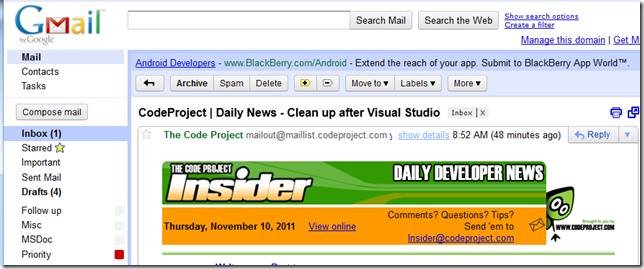 Gmail™
by Google
Search Mail
Search the Web
Show search options
Create a filter
Manage this domain | Get M
Mail
Contacts
Tasks
Compose mail
Inbox (1)
Starred
Important
Sent Mail
Drafts (4)
Follow up
Misc
MSDoc
Priority
Android Developers - www.BlackBerry.com/Android - Extend the reach of your app. Submit to BlackBerry App World™.
Archive Spam Delete Move to Labels More
CodeProject | Daily News - Clean up after Visual Studio Inbox | X
The Code Project mailout@maillist.codeproject.com show details 8:52 AM (48 minutes ago) Reply
THE CODE PROJECT
Insider
DAILY DEVELOPER NEWS
Thursday, November 10, 2011 View online
Comments? Questions? Tips?
Send 'em to
Insider@codeproject.com
Brought to you by
WWW.CODEPROJECT.COM